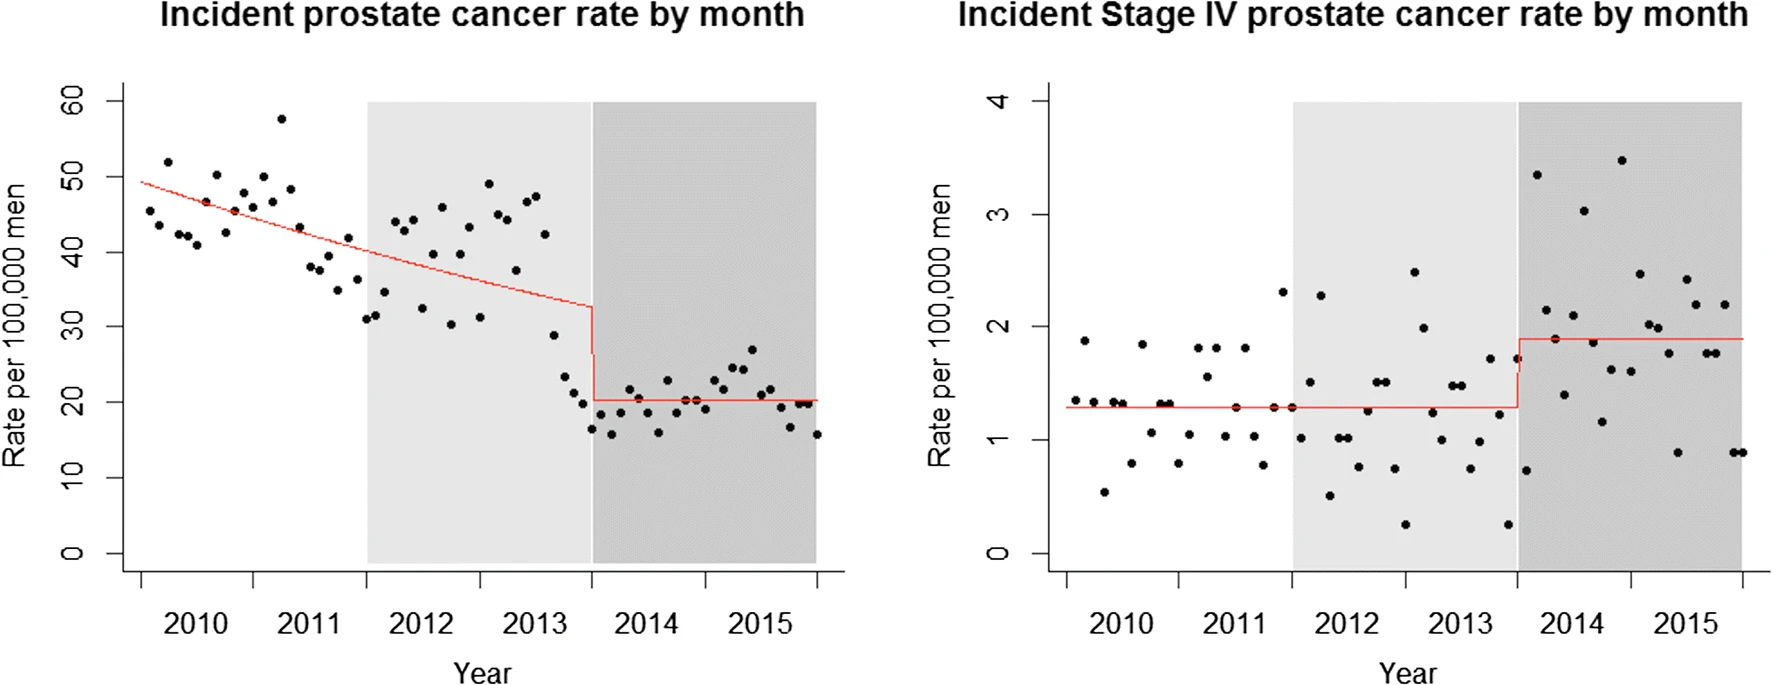 Incident prostate cancer rate by month
Rate per 100,000 men
60
50
40
30
20
10
0
2010 2011 2012 2013 2014 2015
Year
Incident Stage IV prostate cancer rate by month
Rate per 100,000 men
4
3
2
1
0
2010 2011 2012 2013 2014 2015
Year